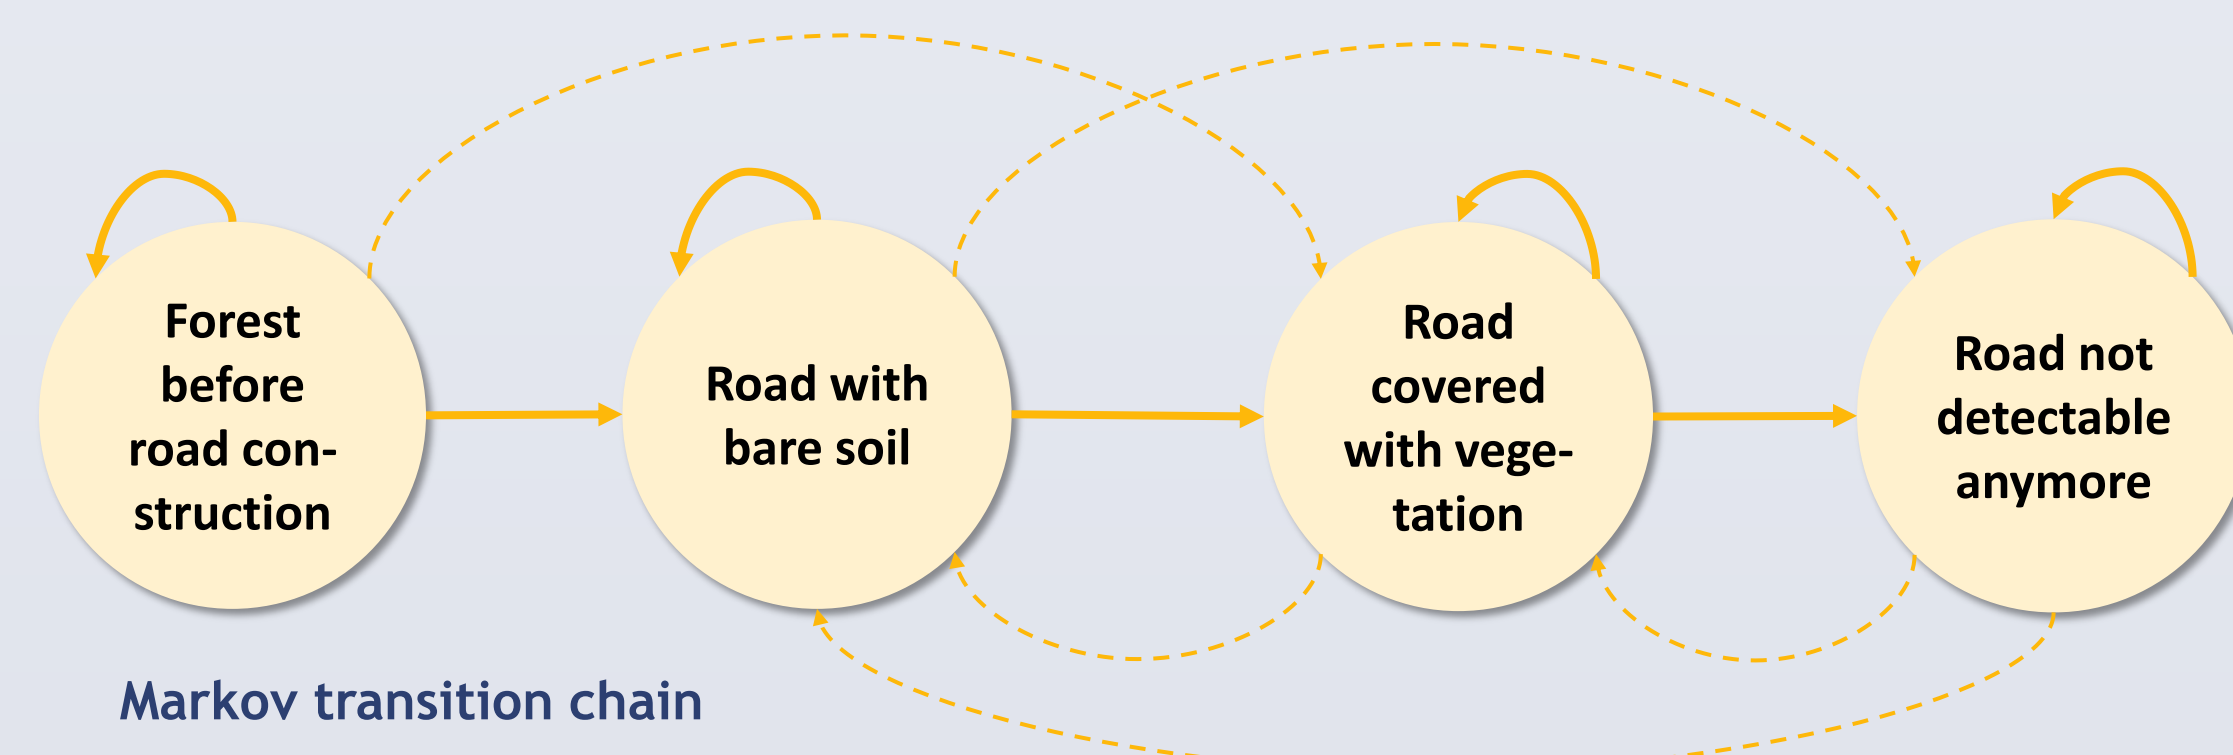 Forest
before
road con-
struction
Road with
bare soil
Road
covered
with vege-
tation
Road not
detectable
anymore
Markov transition chain